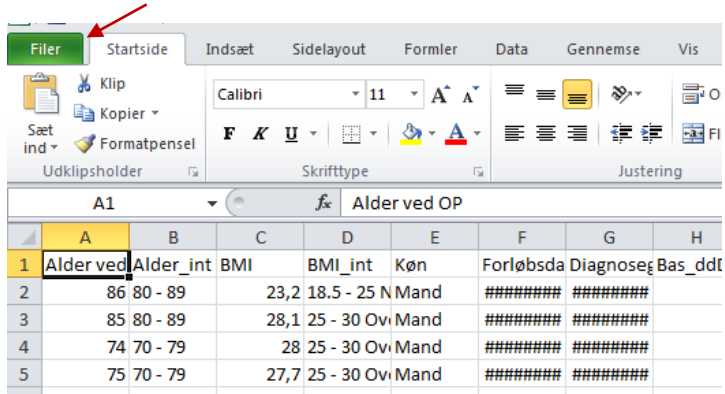 Filer Startside Indsæt Sidelayout Formler Data Gennemse Vis
Klip
Kopier
Formatpensel
Sæt
ind
Udklipsholder
Calibri 11 A A
F K U A
Skrifttype
O
Fl
Justering
A1 fx Alder ved OP
A B C D E F G H
1 Alder ved Alder_int BMI BMI_int Køn Forløbsda Diagnoseg Bas_ddD
2 86 80 - 89 23,2 18.5 - 25 N Mand ######## ########
3 85 80 - 89 28,1 25 - 30 Ov Mand ######## ########
4 74 70 - 79 28 25 - 30 Ov Mand ######## ########
5 75 70 - 79 27,7 25 - 30 Ov Mand ######## ########